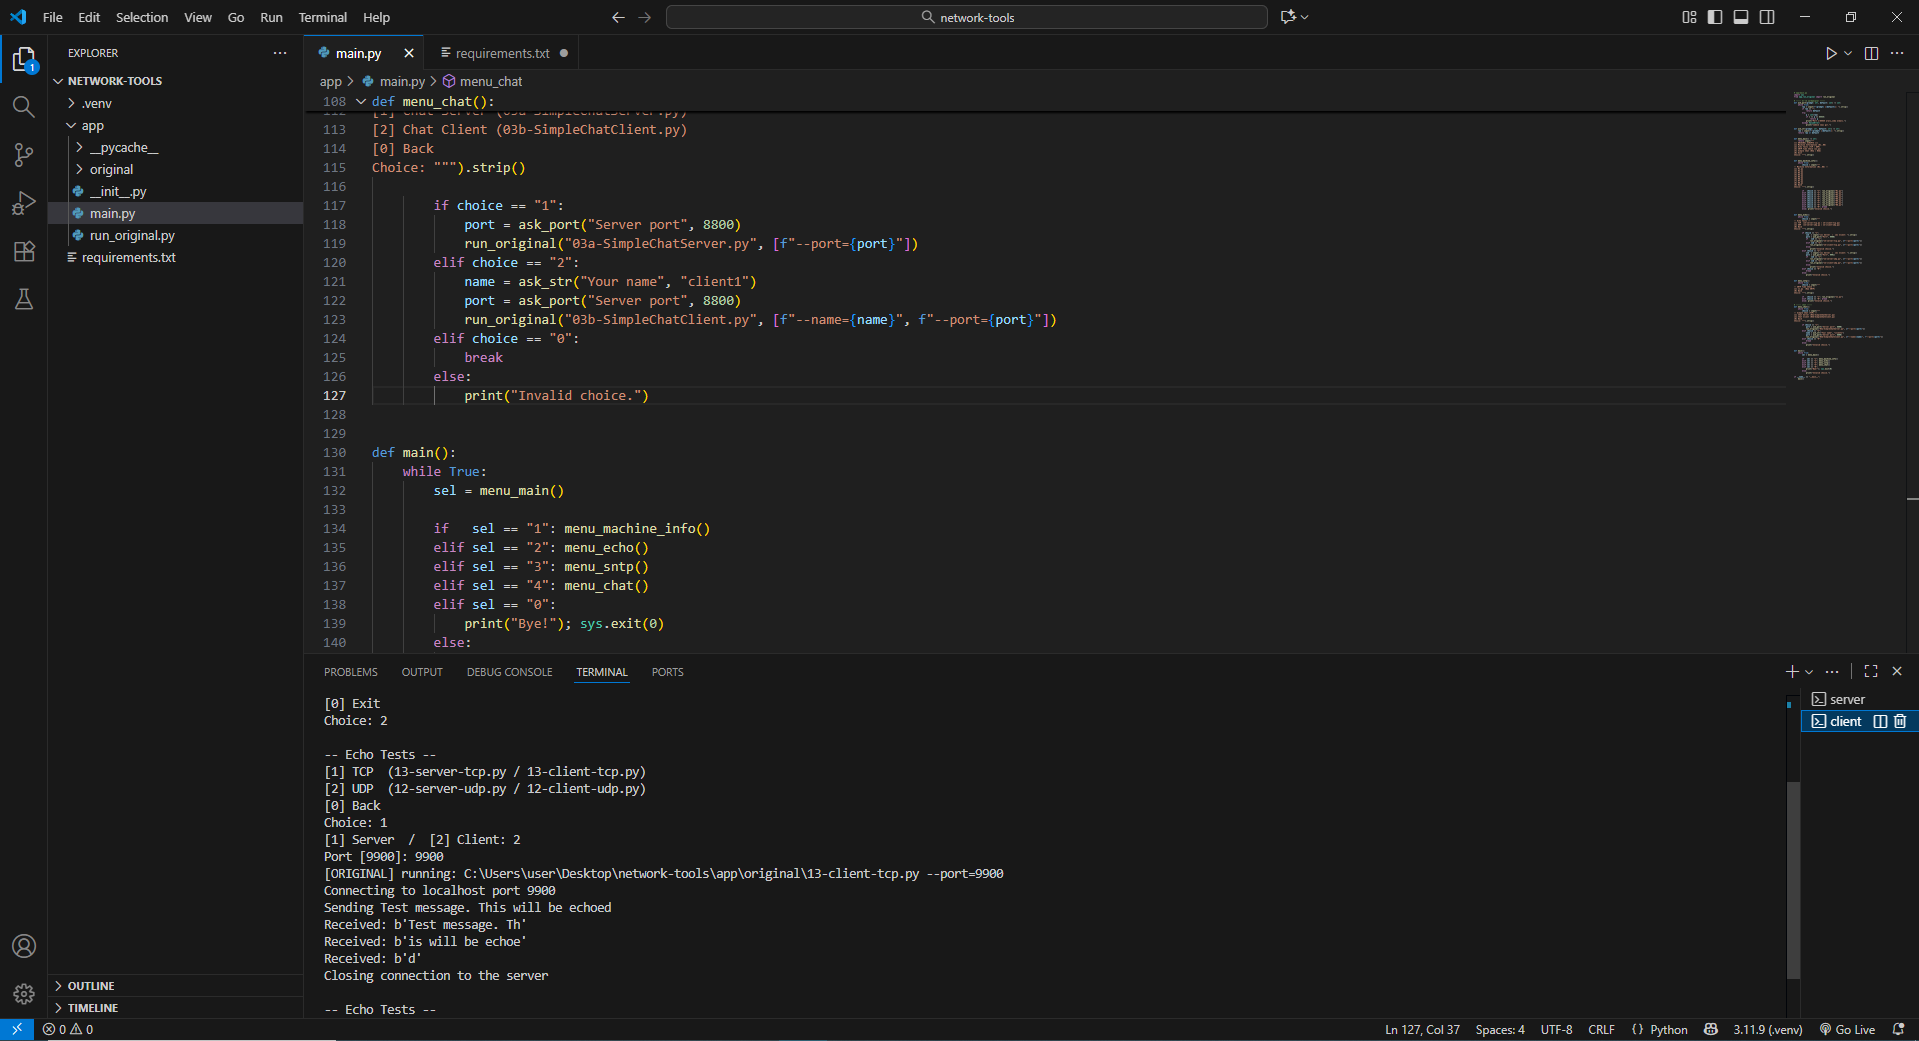 File Edit Selection View Go Run Terminal Help
network-tools
EXPLORER
NETWORK-TOOLS
.venv
app
__pycache__
original
__init__.py
main.py
run_original.py
requirements.txt
OUTLINE
TIMELINE
1
main.py
requirements.txt
app > main.py > menu_chat
108 def menu_chat():
112 [1] Chat Server (03a-SimpleChatServer.py)
113 [2] Chat Client (03b-SimpleChatClient.py)
114 [0] Back
115 Choice: """).strip()
116
117 if choice == "1":
118 port = ask_port("Server port", 8800)
119 run_original("03a-SimpleChatServer.py", [f"--port={port}"])
120 elif choice == "2":
121 name = ask_str("Your name", "client1")
122 port = ask_port("Server port", 8800)
123 run_original("03b-SimpleChatClient.py", [f"--name={name}", f"--port={port}"])
124 elif choice == "0":
125 break
126 else:
127 print("Invalid choice.")
128
129
130 def main():
131 while True:
132 sel = menu_main()
133
134 if   sel == "1": menu_machine_info()
135 elif sel == "2": menu_echo()
136 elif sel == "3": menu_sntp()
137 elif sel == "4": menu_chat()
138 elif sel == "0":
139 print("Bye!"); sys.exit(0)
140 else:
PROBLEMS OUTPUT DEBUG CONSOLE TERMINAL PORTS
[0] Exit
Choice: 2
-- Echo Tests --
[1] TCP  (13-server-tcp.py / 13-client-tcp.py)
[2] UDP  (12-server-udp.py / 12-client-udp.py)
[0] Back
Choice: 1
[1] Server  /  [2] Client: 2
Port [9900]: 9900
[ORIGINAL] running: C:\Users\user\Desktop\network-tools\app\original\13-client-tcp.py --port=9900
Connecting to localhost port 9900
Sending Test message. This will be echoed
Received: b'Test message. Th'
Received: b'is will be echoe'
Received: b'd'
Closing connection to the server
-- Echo Tests --
server
client
0 0
Ln 127, Col 37 Spaces: 4 UTF-8 CRLF {} Python 3.11.9 (.venv) Go Live